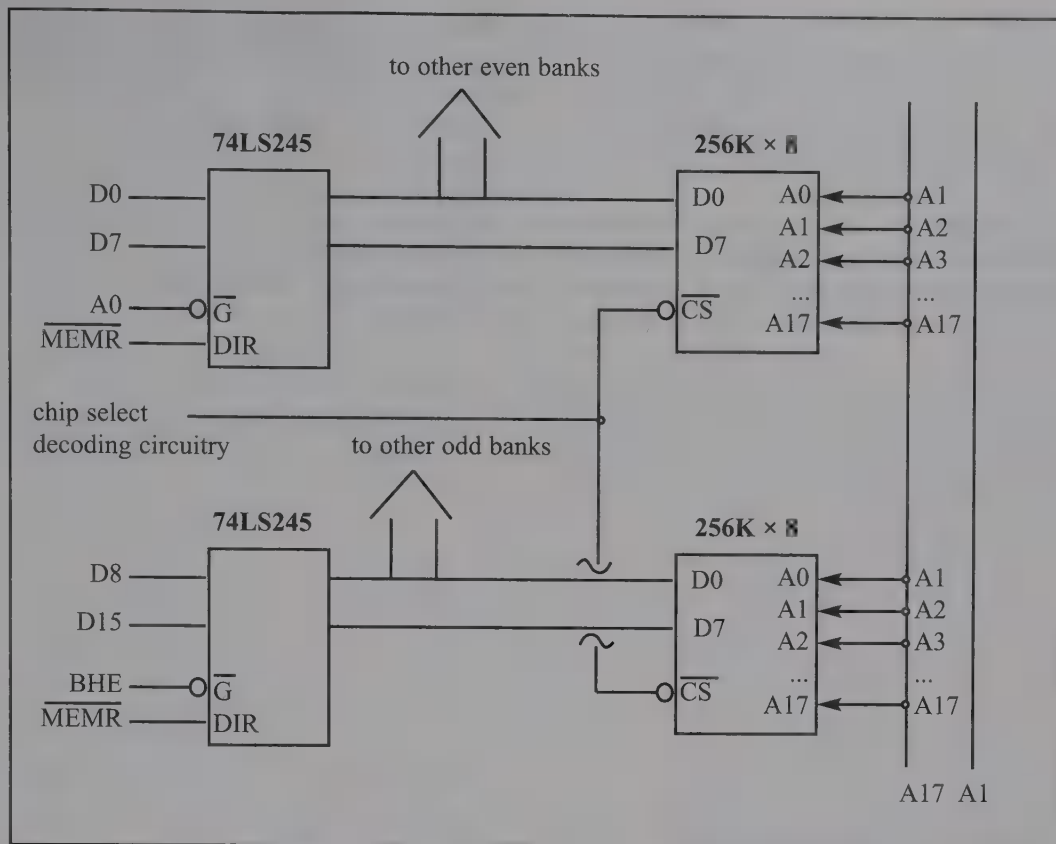 to other even banks
74LS245
256K ×
D0
D7
A0
G
MEMR
DIR
D0
D7
CS
A0
A1
A2
...
A17
A1
A2
A3
...
A17
chip select
decoding circuitry
to other odd banks
74LS245
256K ×
D8
D15
BHE
G
MEMR
DIR
D0
D7
CS
A0
A1
A2
...
A17
A1
A2
A3
...
A17
A17 A1